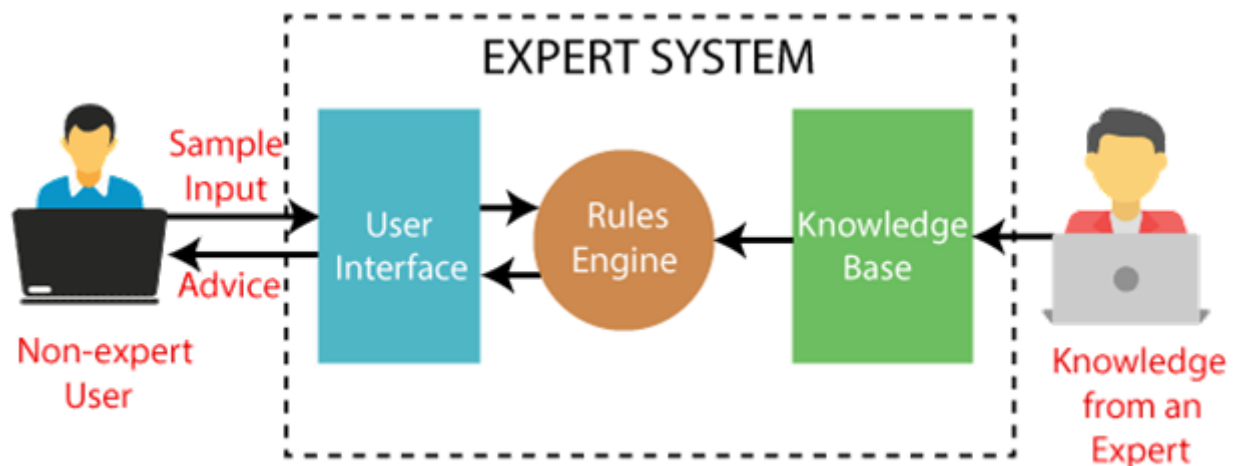 EXPERT SYSTEM
Sample
Input
Advice
Non-expert
User
User
Interface
Rules
Engine
Knowledge
Base
Knowledge
from an
Expert